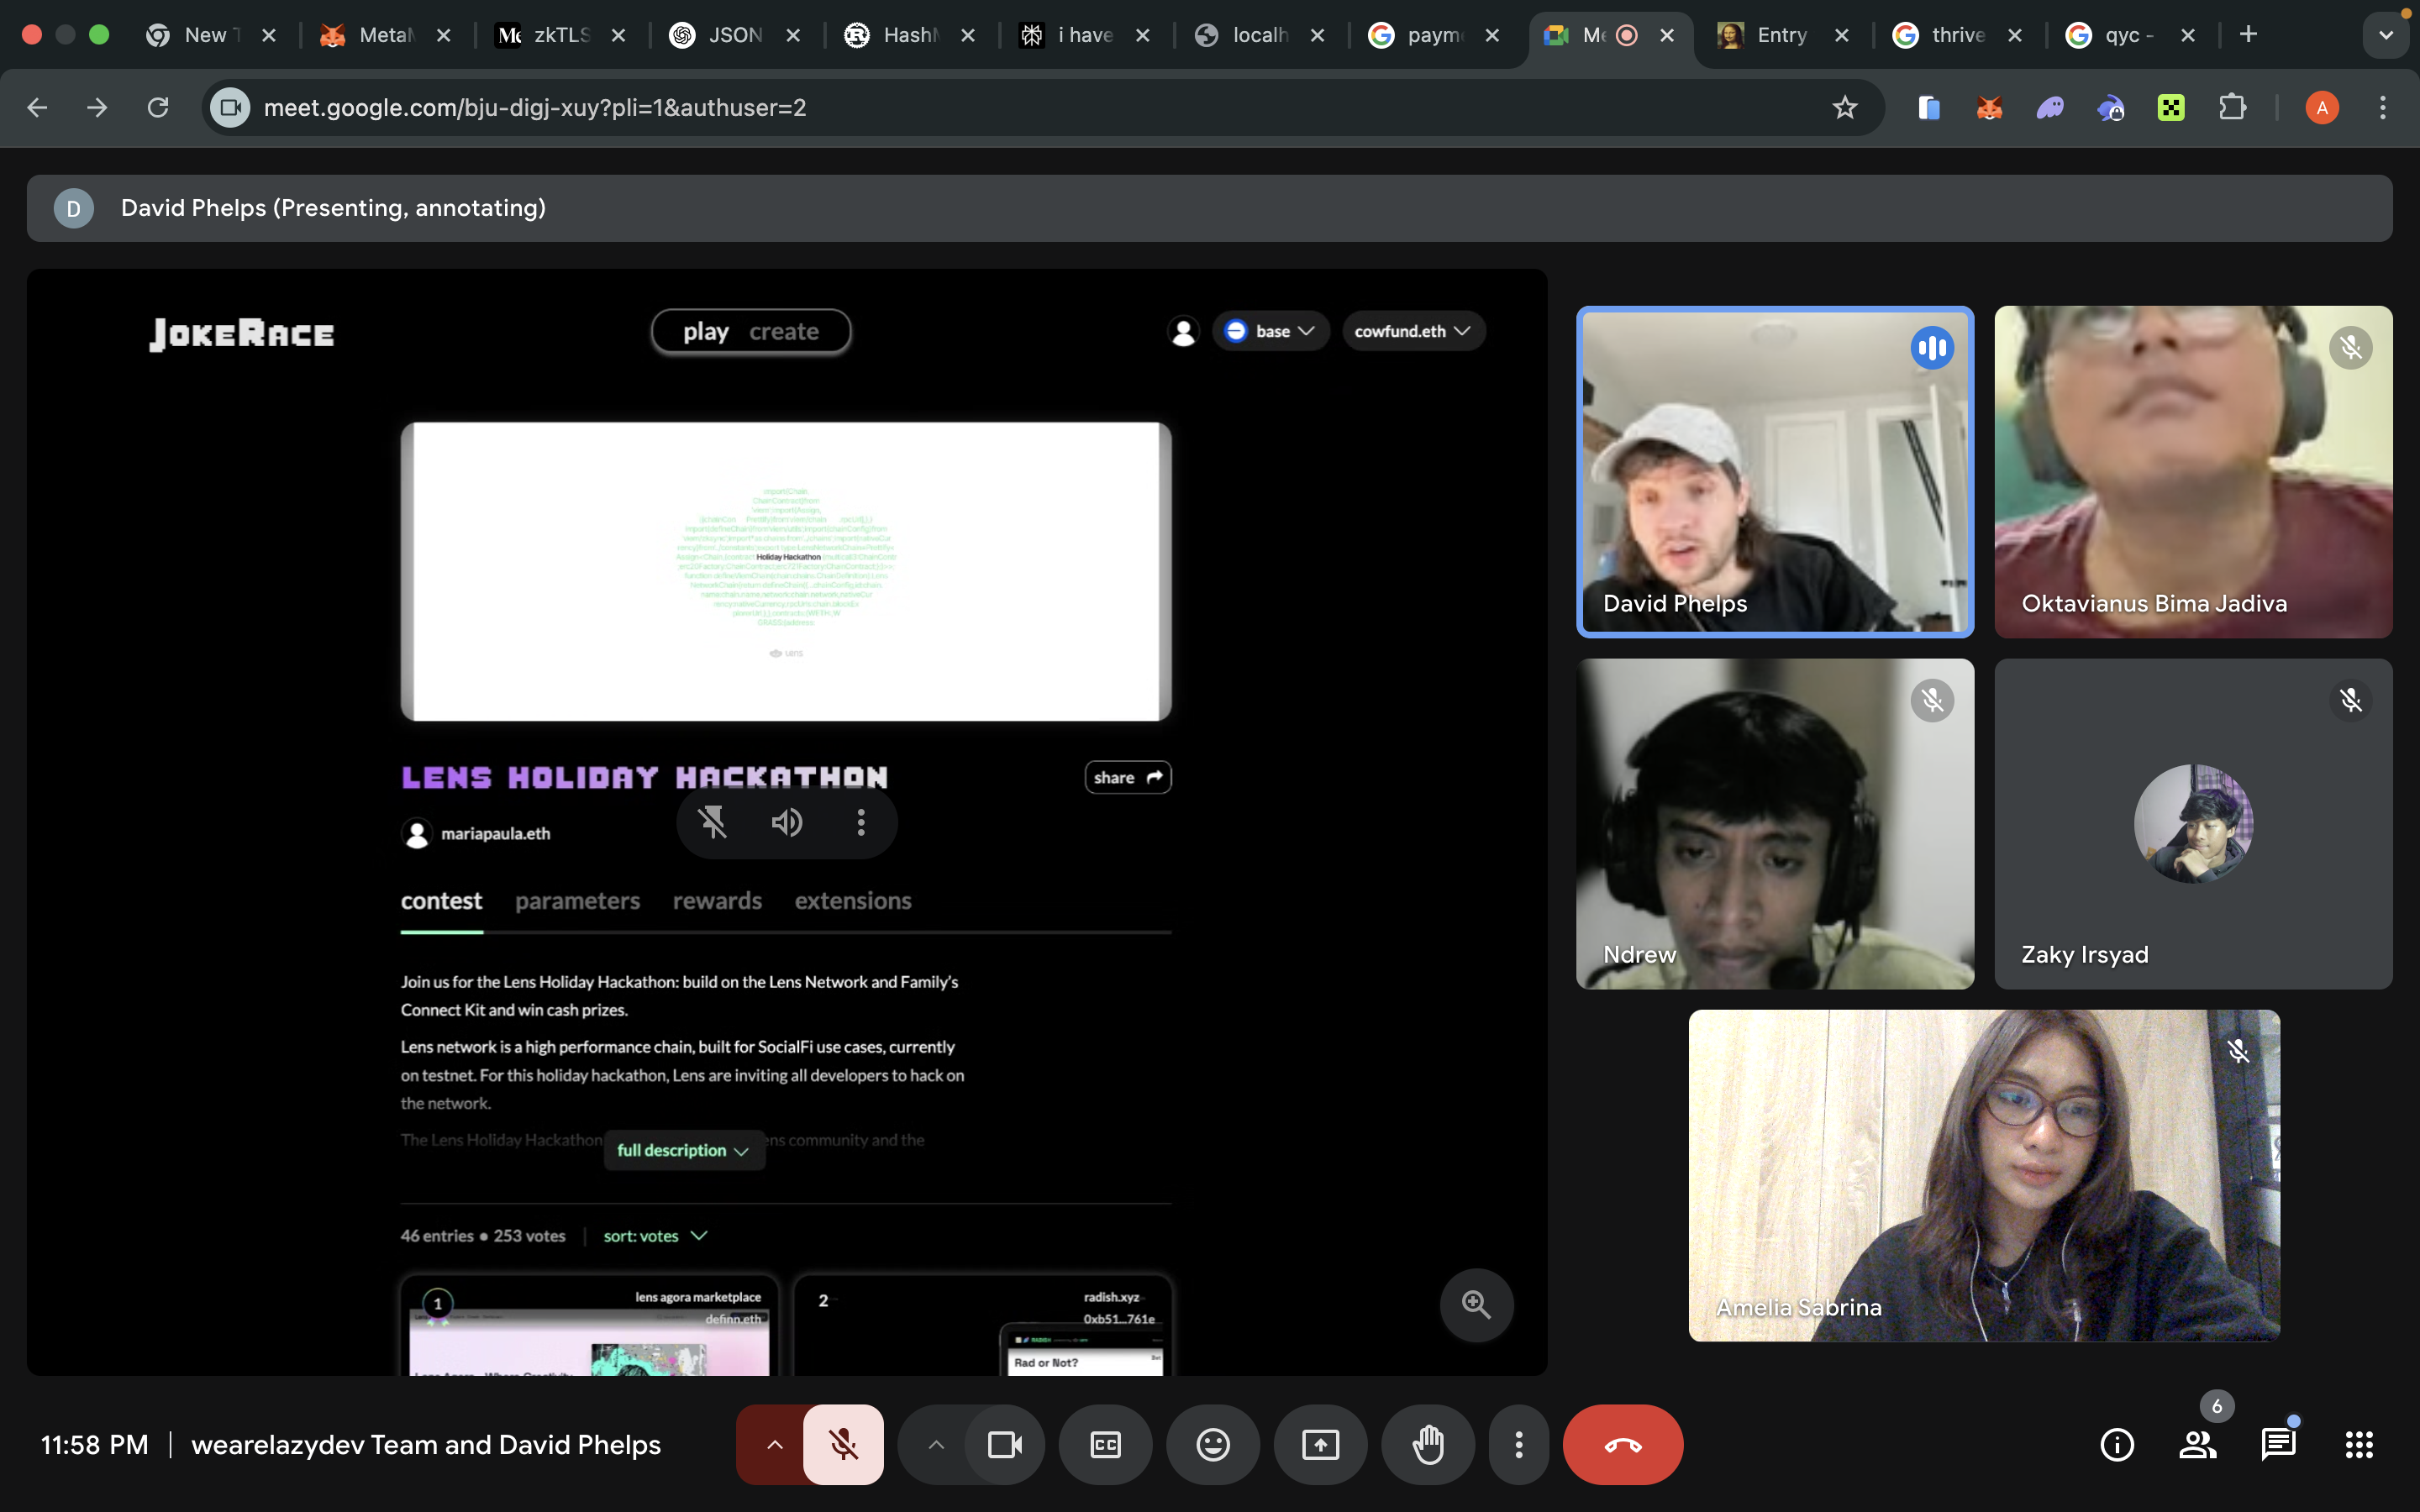 New
MetaM
zkTLS
JSON
Hash
i have
localh
paym
Me
Entry
thrive
qyc -
meet.google.com/bju-digj-xuy?pli=1&authuser=2
A
D
David Phelps (Presenting, annotating)
JOKERACE
play create
base
cowfund.eth
Holiday Hackathon
Lens
LENS HOLIDAY HACKATHON
share
mariapaula.eth
contest parameters rewards extensions
Join us for the Lens Holiday Hackathon: build on the Lens Network and Family's
Connect Kit and win cash prizes.
Lens network is a high performance chain, built for SocialFi use cases, currently
on testnet. For this holiday hackathon, Lens are inviting all developers to hack on
the network.
The Lens Holiday Hackathon ens community and the
full description
46 entries • 253 votes
sort: votes
1
lens agora marketplace
definn.eth
2
radish.xyz
0xb51...761e
Rad or Not?
David Phelps
Oktavianus Bima Jadiva
Ndrew
Zaky Irsyad
Amelia Sabrina
11:58 PM | wearelazydev Team and David Phelps
CC
6